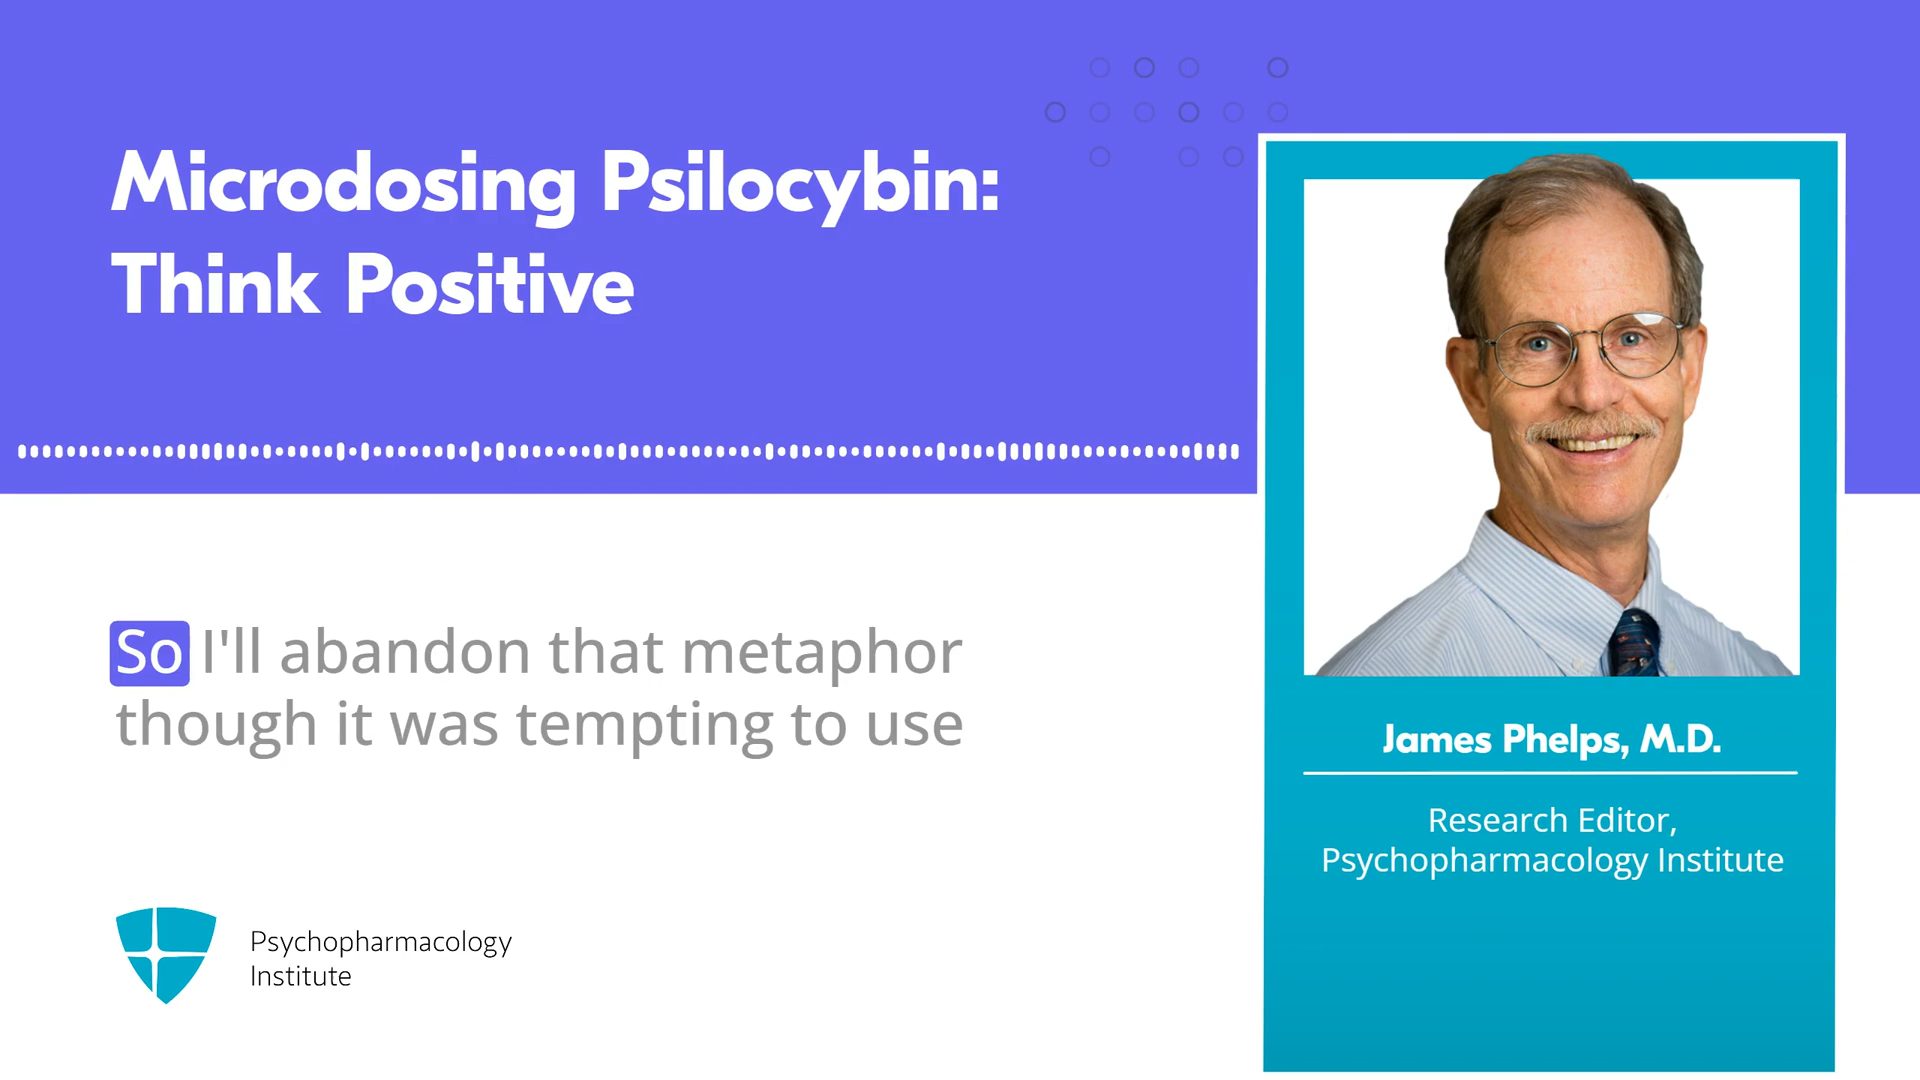 Microdosing Psilocybin:
Think Positive
So I'll abandon that metaphor
though it was tempting to use
James Phelps, M.D.
Research Editor,
Psychopharmacology Institute
Psychopharmacology
Institute